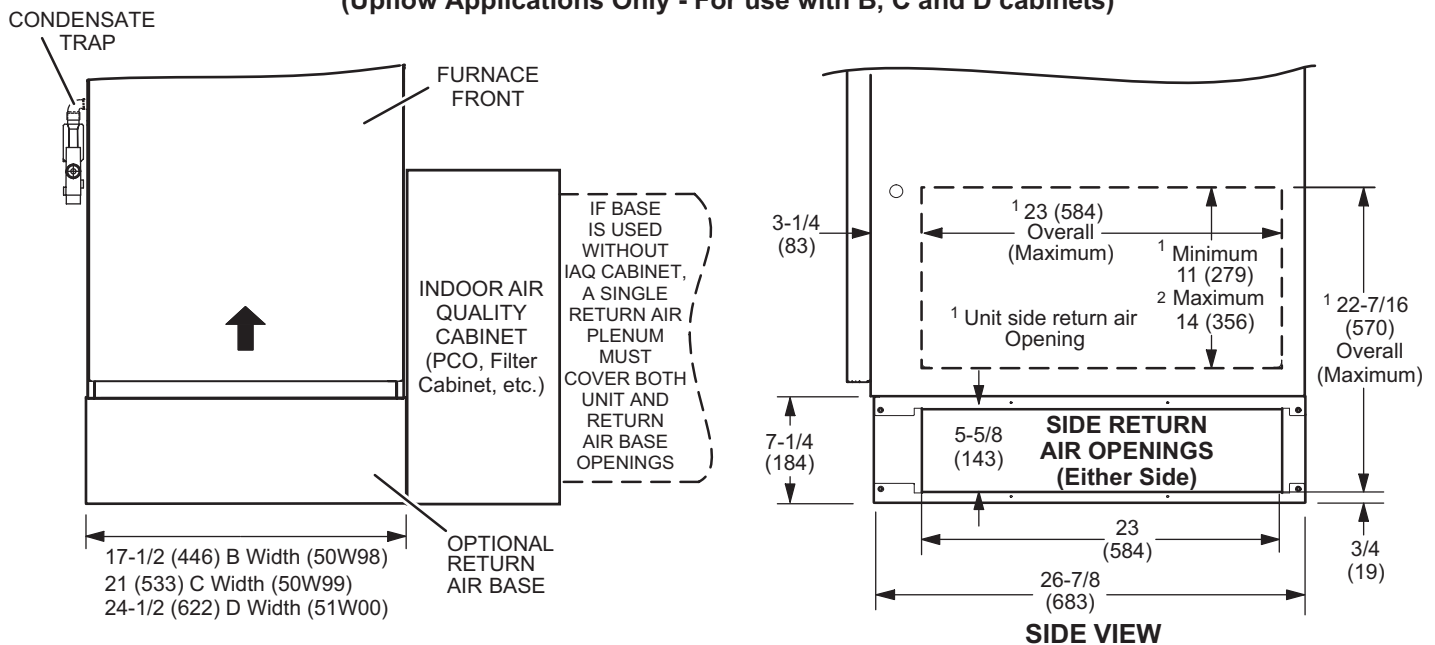 (Upflow Applications Only - For use with B, C and D cabinets)
CONDENSATE
TRAP
FURNACE
FRONT
INDOOR AIR
QUALITY
CABINET
(PCO, Filter
Cabinet, etc.)
IF BASE
IS USED
WITHOUT
IAQ CABINET,
A SINGLE
RETURN AIR
PLENUM
MUST
COVER BOTH
UNIT AND
RETURN
AIR BASE
OPENINGS
17-1/2 (446) B Width (50W98)
21 (533) C Width (50W99)
24-1/2 (622) D Width (51W00)
OPTIONAL
RETURN
AIR BASE
3-1/4
(83)
1 23 (584)
Overall
(Maximum)
1 Minimum
11 (279)
2 Maximum
14 (356)
1 Unit side return air
Opening
1 22-7/16
(570)
Overall
(Maximum)
7-1/4
(184)
5-5/8
(143)
SIDE RETURN
AIR OPENINGS
(Either Side)
23
(584)
3/4
(19)
26-7/8
(683)
SIDE VIEW